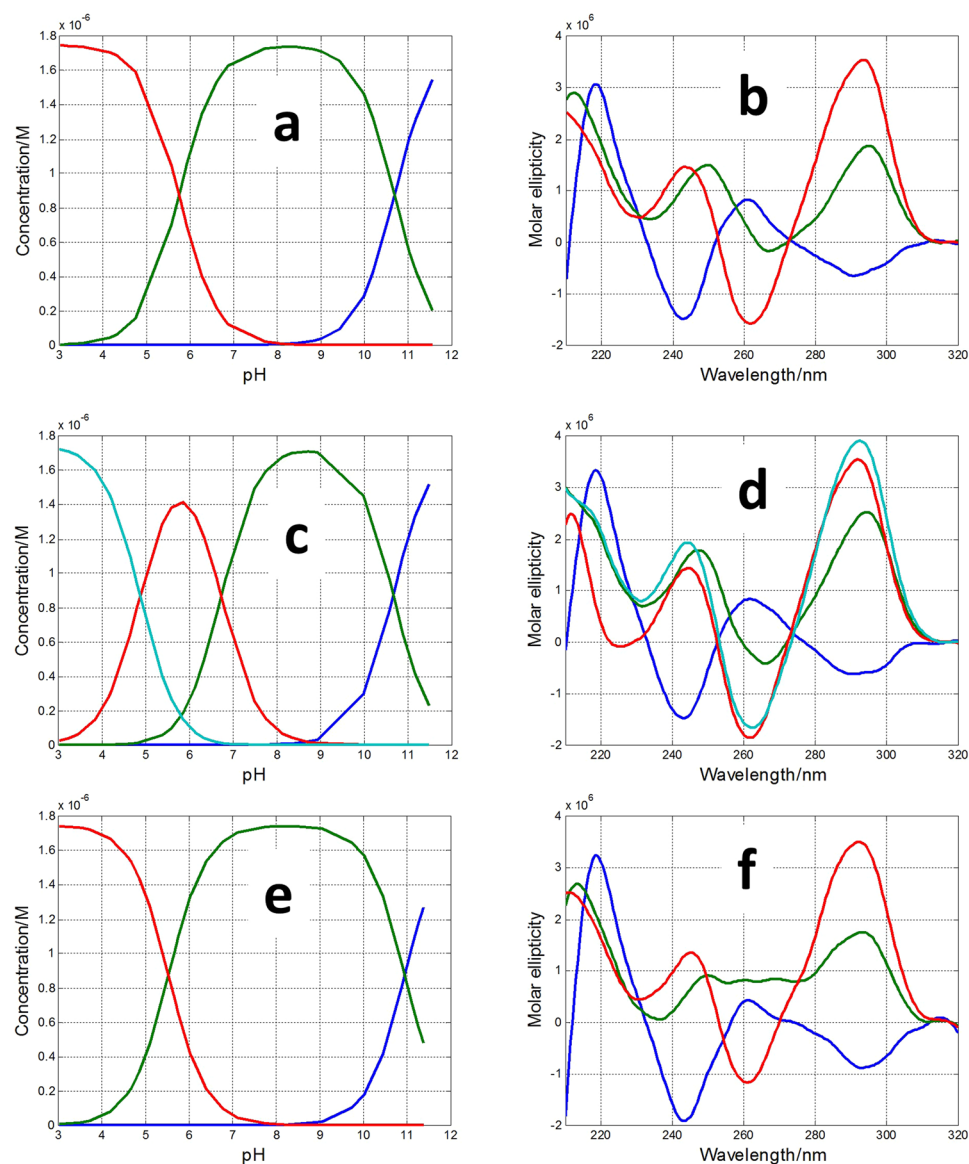 x 10⁻⁶
1.8
1.6
1.4
1.2
1
0.8
0.6
0.4
0.2
0
3 4 5 6 7 8 9 10 11 12
Concentration/M
pH
a
x 10⁶
4
3
2
1
0
-1
-2
220 240 260 280 300 320
Molar ellipticity
Wavelength/nm
b
x 10⁻⁶
1.8
1.6
1.4
1.2
1
0.8
0.6
0.4
0.2
0
3 4 5 6 7 8 9 10 11 12
Concentration/M
pH
c
x 10⁶
4
3
2
1
0
-1
-2
220 240 260 280 300 320
Molar ellipticity
Wavelength/nm
d
x 10⁻⁶
1.8
1.6
1.4
1.2
1
0.8
0.6
0.4
0.2
0
3 4 5 6 7 8 9 10 11 12
Concentration/M
pH
e
x 10⁶
4
3
2
1
0
-1
-2
220 240 260 280 300 320
Molar ellipticity
Wavelength/nm
f